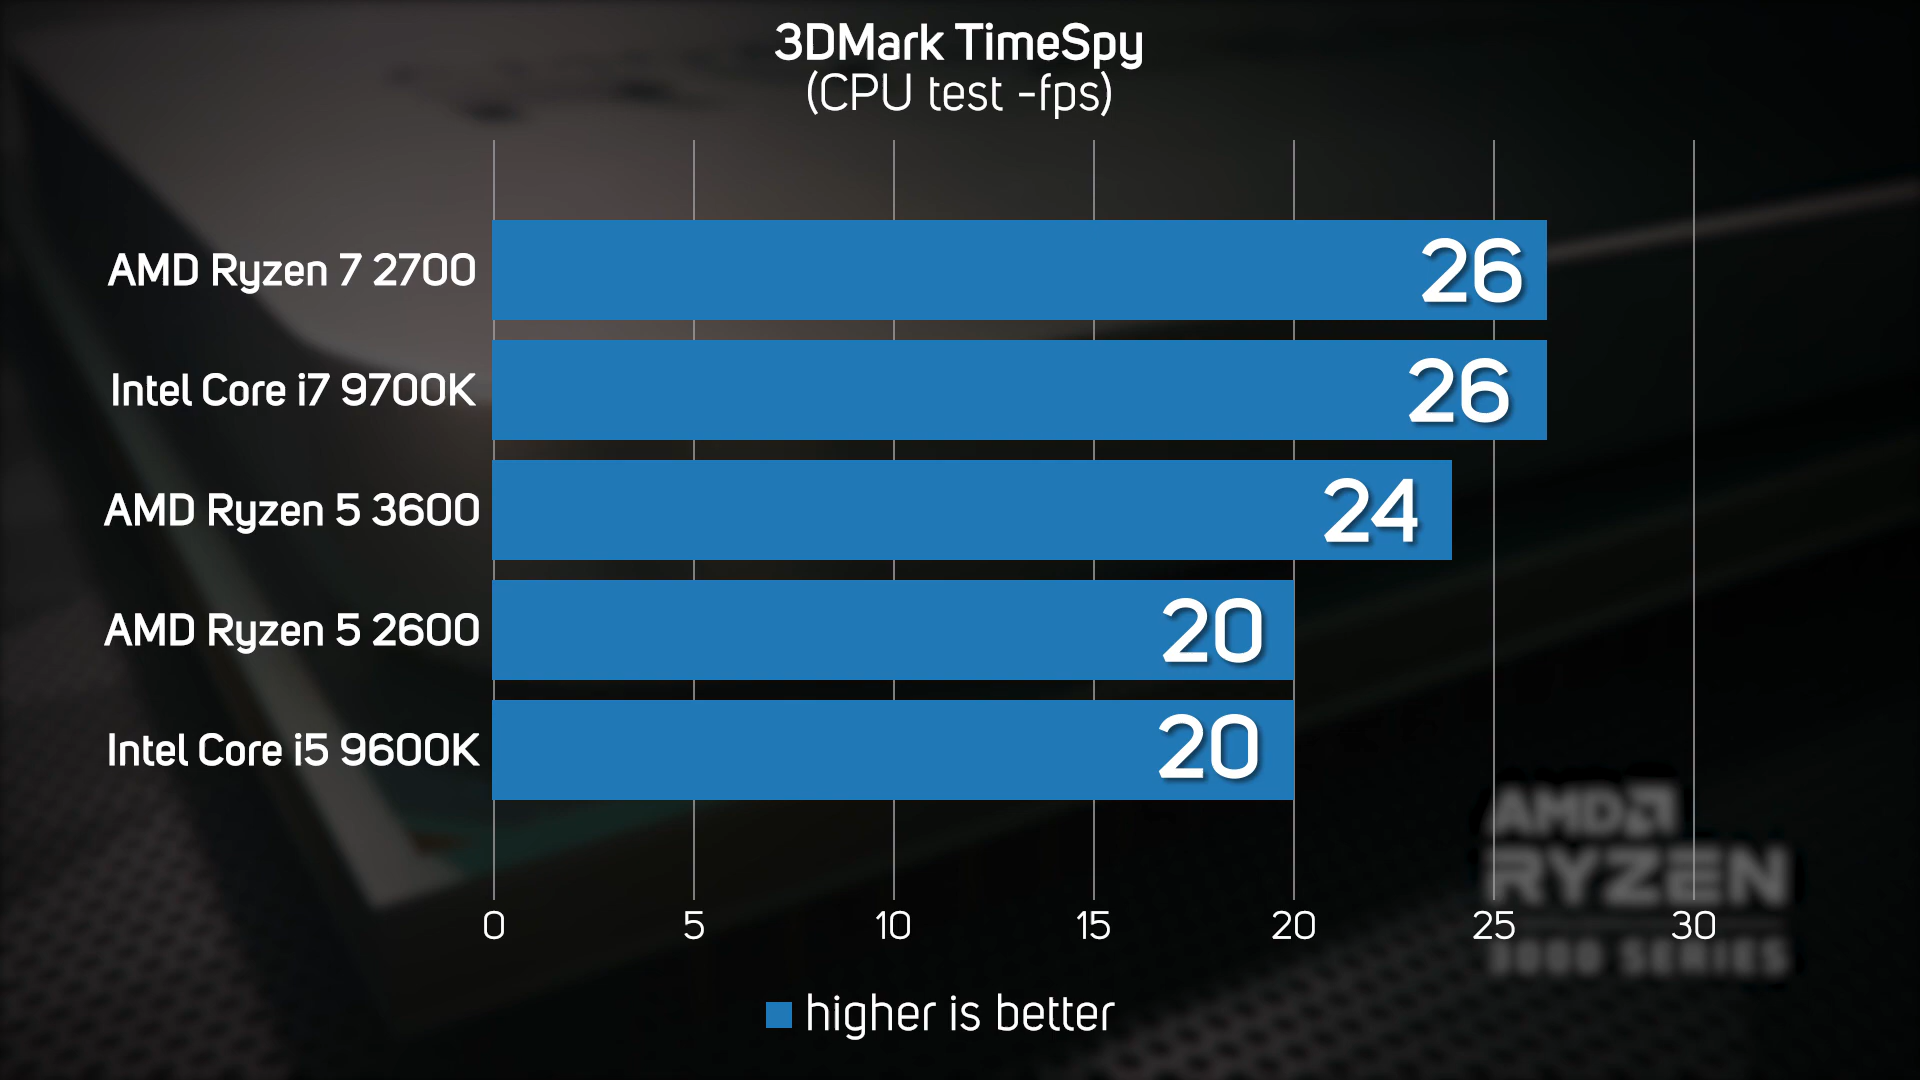 3DMark TimeSpy
(CPU test -fps)
AMD Ryzen 7 2700 26
Intel Core i7 9700K 26
AMD Ryzen 5 3600 24
AMD Ryzen 5 2600 20
Intel Core i5 9600K 20
0 5 10 15 20 25 30
higher is better
AMD
RYZEN
3000 SERIES